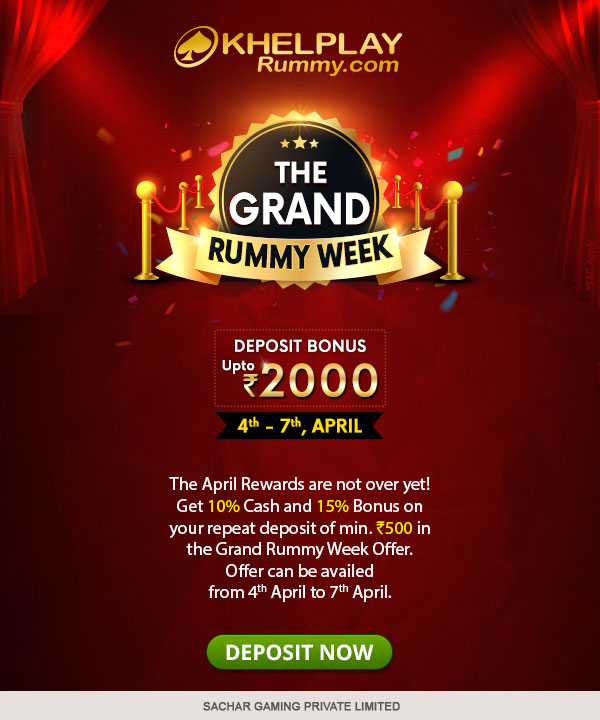 KHELPLAY
Rummy.com
THE
GRAND
RUMMY WEEK
DEPOSIT BONUS
Upto
₹2000
4th - 7th, APRIL
The April Rewards are not over yet!
Get 10% Cash and 15% Bonus on
your repeat deposit of min. ₹500 in
the Grand Rummy Week Offer.
Offer can be availed
from 4th April to 7th April.
DEPOSIT NOW
SACHAR GAMING PRIVATE LIMITED